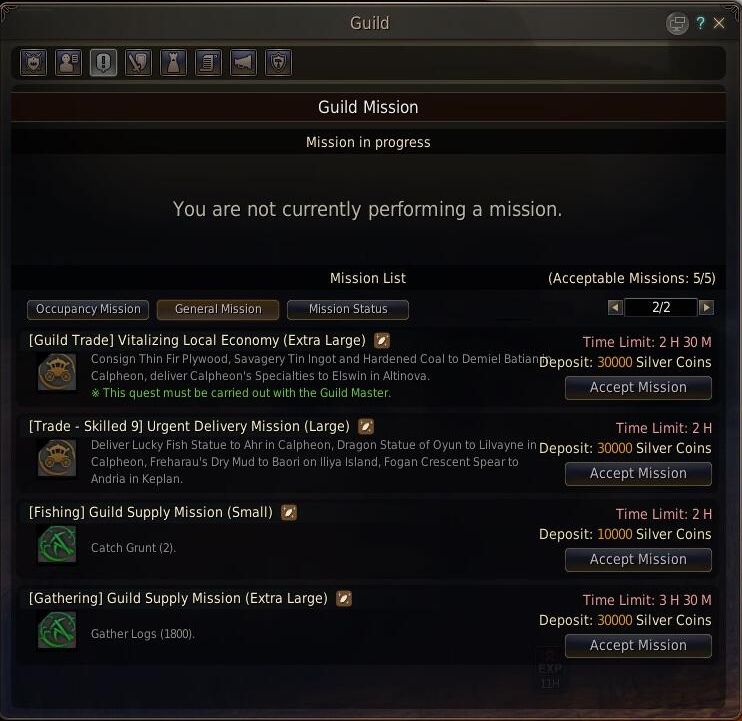 Guild
?
Guild Mission
Mission in progress
You are not currently performing a mission.
Mission List
(Acceptable Missions: 5/5)
Occupancy Mission
General Mission
Mission Status
2/2
[Guild Trade] Vitalizing Local Economy (Extra Large)
Time Limit: 2 H 30 M
Consign Thin Fir Plywood, Savagery Tin Ingot and Hardened Coal to Demiel Batian in
Deposit: 30000 Silver Coins
Calpheon, deliver Calpheon's Specialties to Elswin in Altinova.
※ This quest must be carried out with the Guild Master.
Accept Mission
[Trade - Skilled 9] Urgent Delivery Mission (Large)
Time Limit: 2 H
Deliver Lucky Fish Statue to Ahr in Calpheon, Dragon Statue of Oyun to Lilvayne in
Deposit: 30000 Silver Coins
Calpheon, Freharau's Dry Mud to Baori on Iliya Island, Fogan Crescent Spear to
Andria in Keplan.
Accept Mission
[Fishing] Guild Supply Mission (Small)
Time Limit: 2 H
Deposit: 10000 Silver Coins
Catch Grunt (2).
Accept Mission
[Gathering] Guild Supply Mission (Extra Large)
Time Limit: 3 H 30 M
Deposit: 30000 Silver Coins
Gather Logs (1800).
Accept Mission
EXP
11H